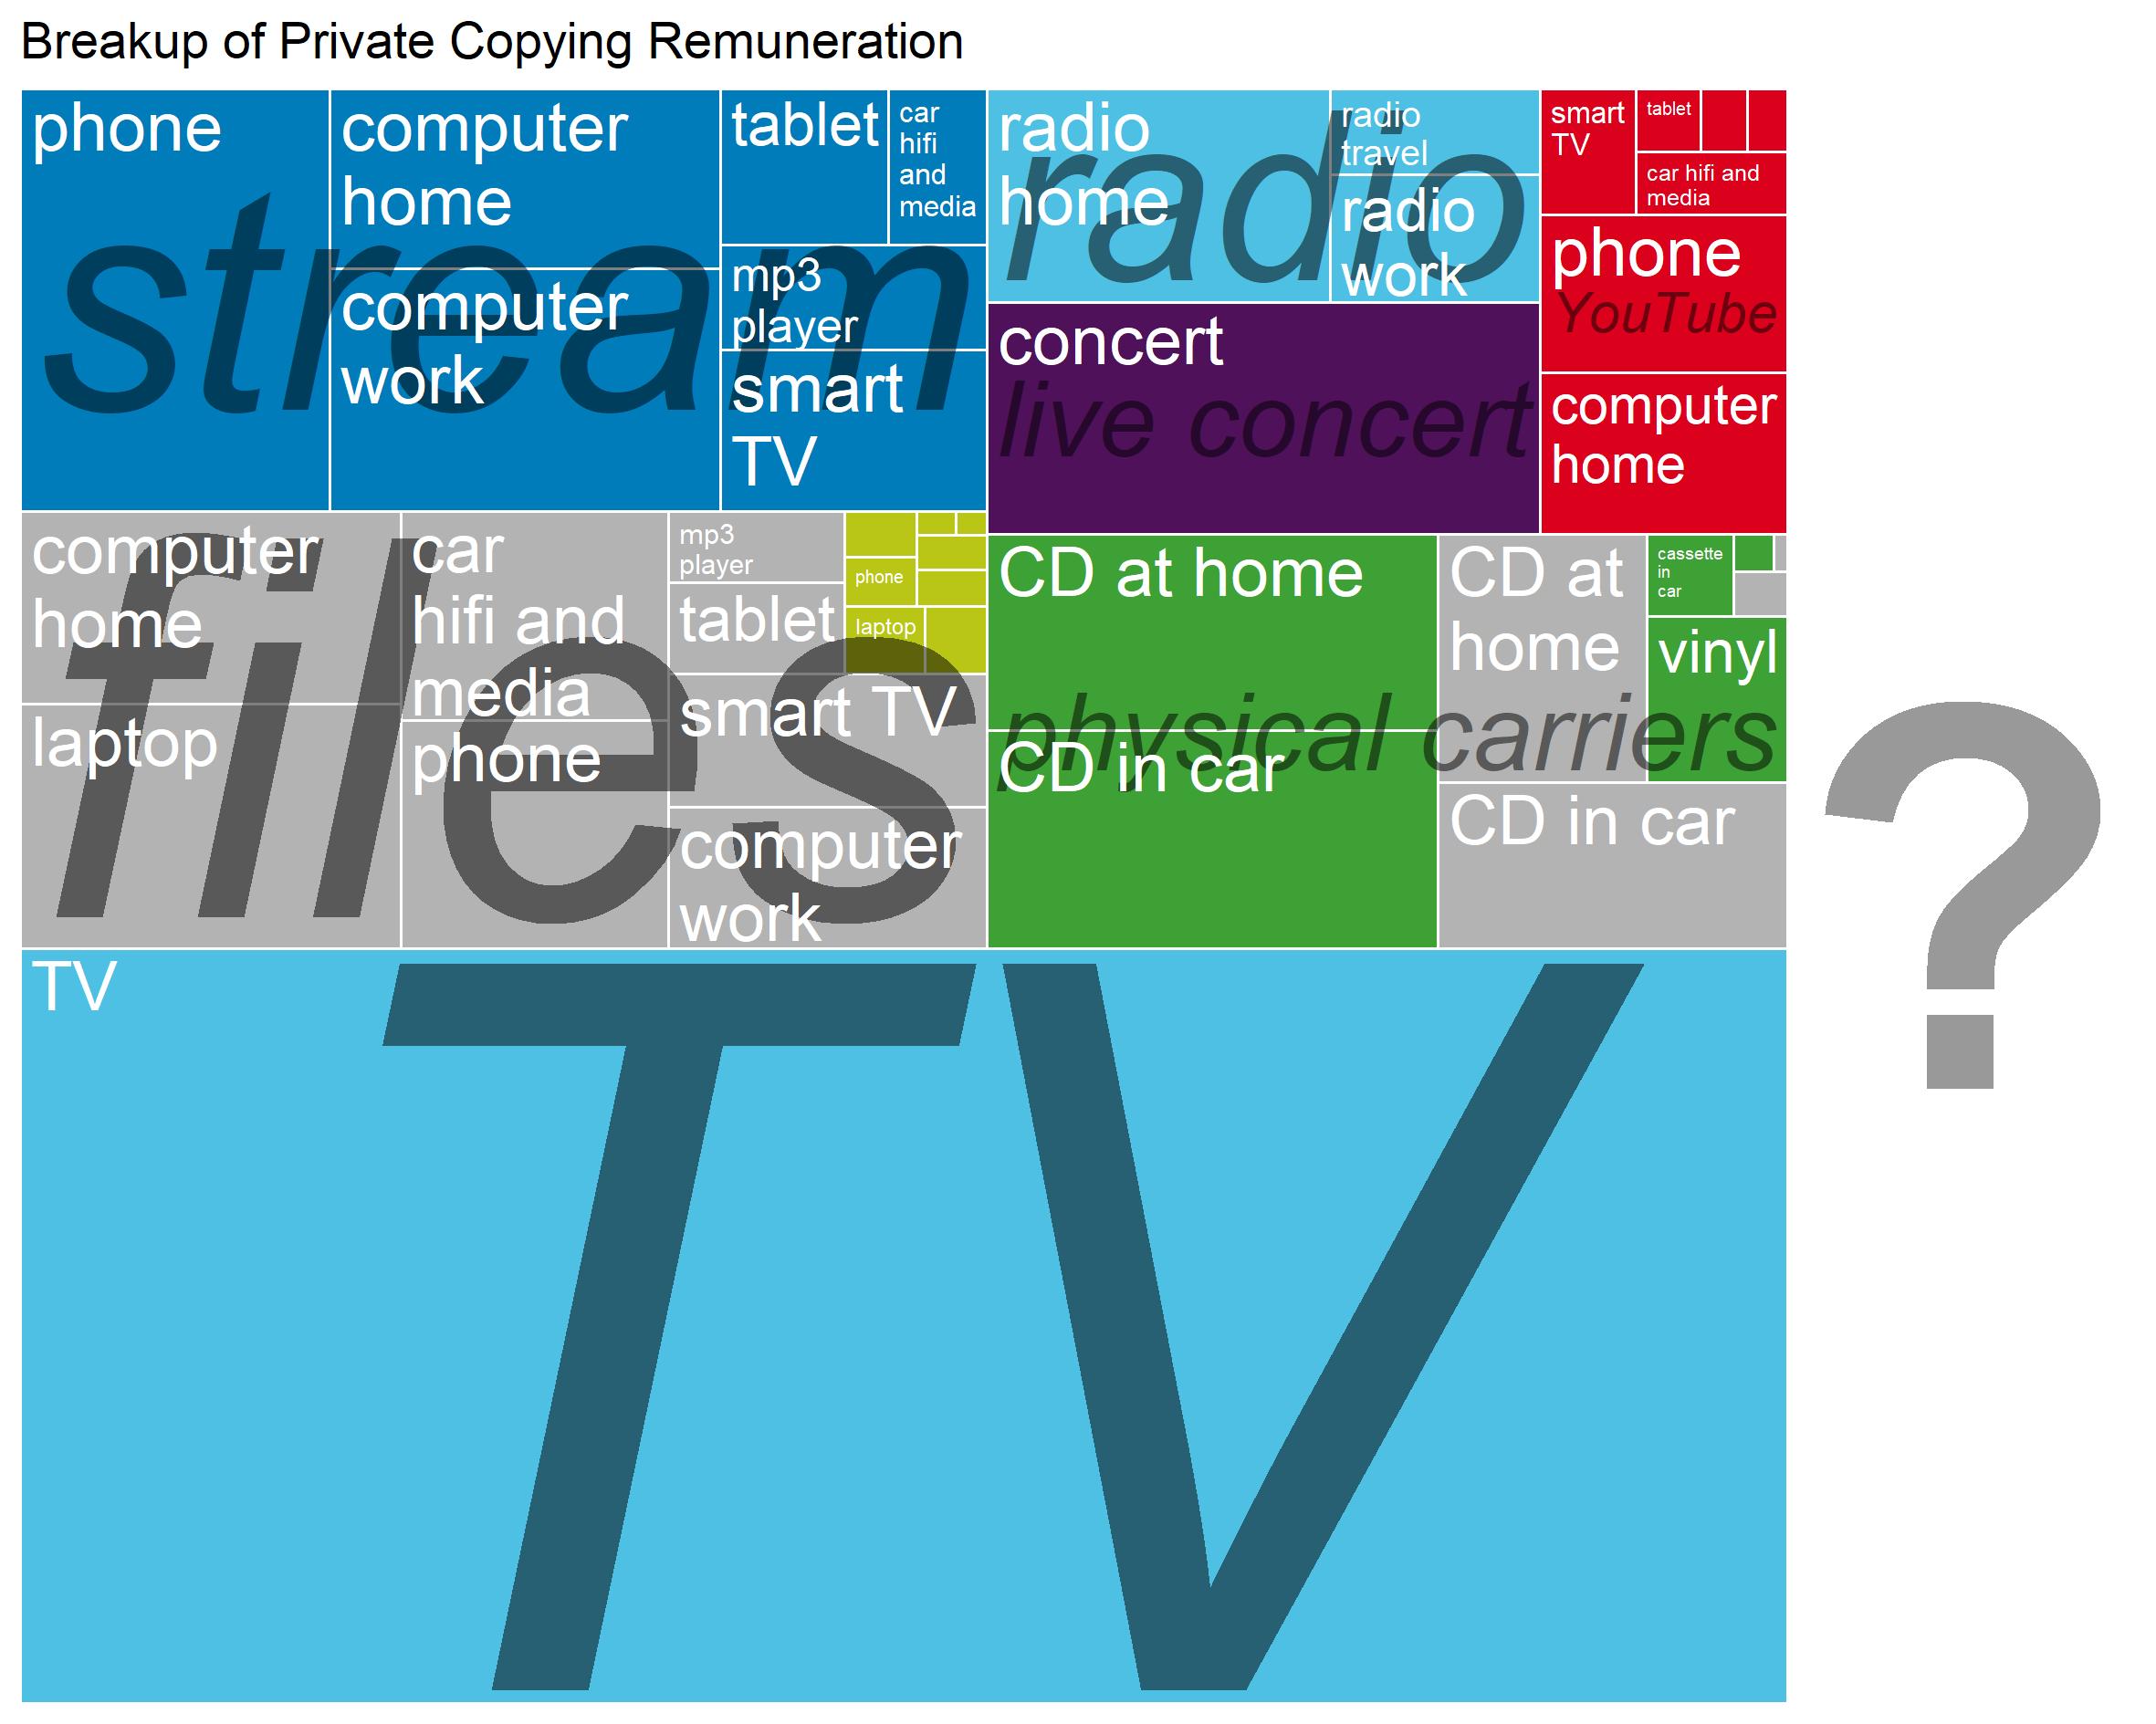 Breakup of Private Copying Remuneration
phone
computer
home
computer
work
tablet
car
hifi
and
media
mp3
player
smart
TV
stream
radio
home
radio
travel
radio
work
radio
concert
live concert
smart
TV
tablet
car hifi and
media
phone
YouTube
computer
home
computer
home
laptop
car
hifi and
media
phone
mp3
player
tablet
phone
laptop
smart TV
computer
work
files
CD at home
CD in car
CD at
home
cassette
in
car
vinyl
CD in car
physical carriers
TV
TV
?